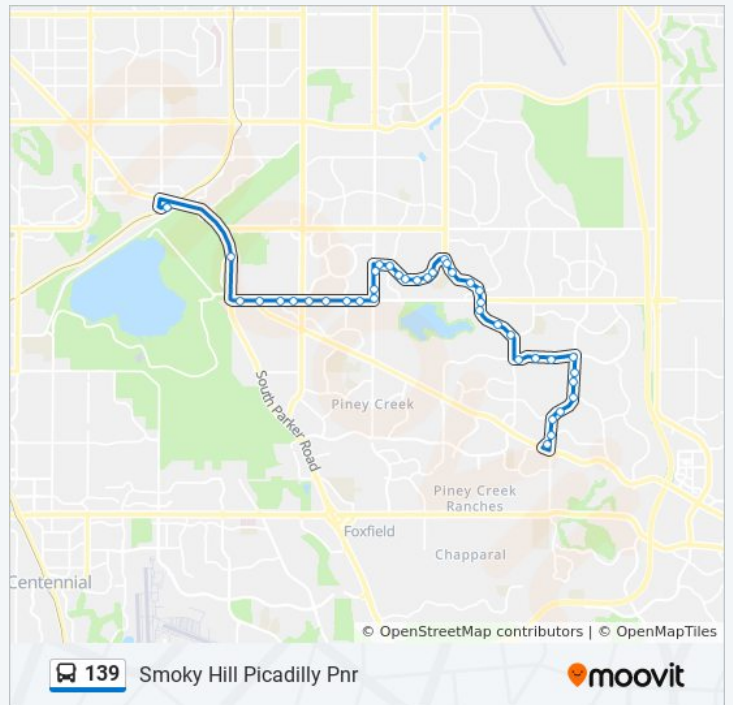 South Parker Road
Piney Creek
Piney Creek
Ranches
Foxfield
Chapparal
Centennial
© OpenStreetMap contributors | © OpenMapTiles
139 Smoky Hill Picadilly Pnr
moovit